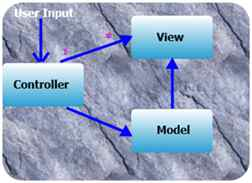 User Input
View
Controller
Model